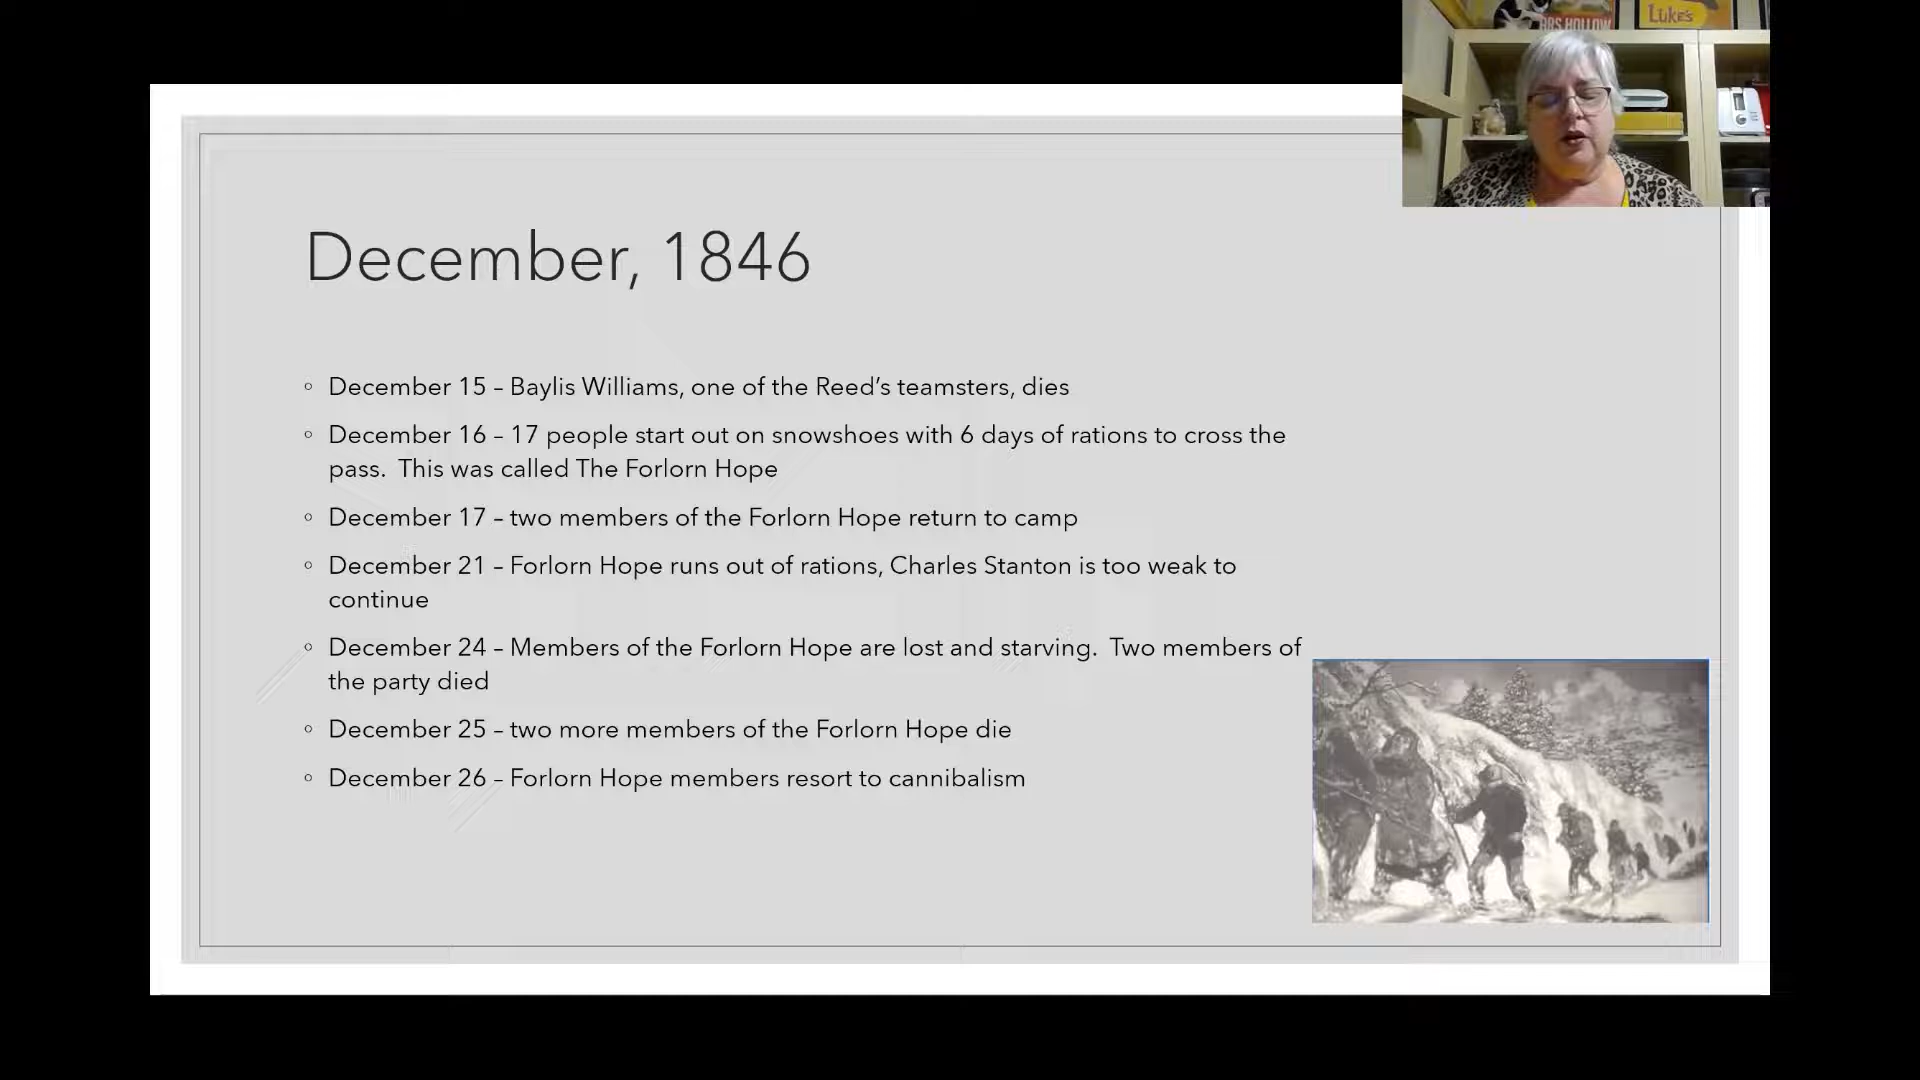 ARS HOLLOW
Luke's
December, 1846
◦ December 15 – Baylis Williams, one of the Reed’s teamsters, dies
◦ December 16 – 17 people start out on snowshoes with 6 days of rations to cross the
pass.  This was called The Forlorn Hope
◦ December 17 – two members of the Forlorn Hope return to camp
◦ December 21 – Forlorn Hope runs out of rations, Charles Stanton is too weak to
continue
◦ December 24 – Members of the Forlorn Hope are lost and starving.  Two members of
the party died
◦ December 25 – two more members of the Forlorn Hope die
◦ December 26 – Forlorn Hope members resort to cannibalism